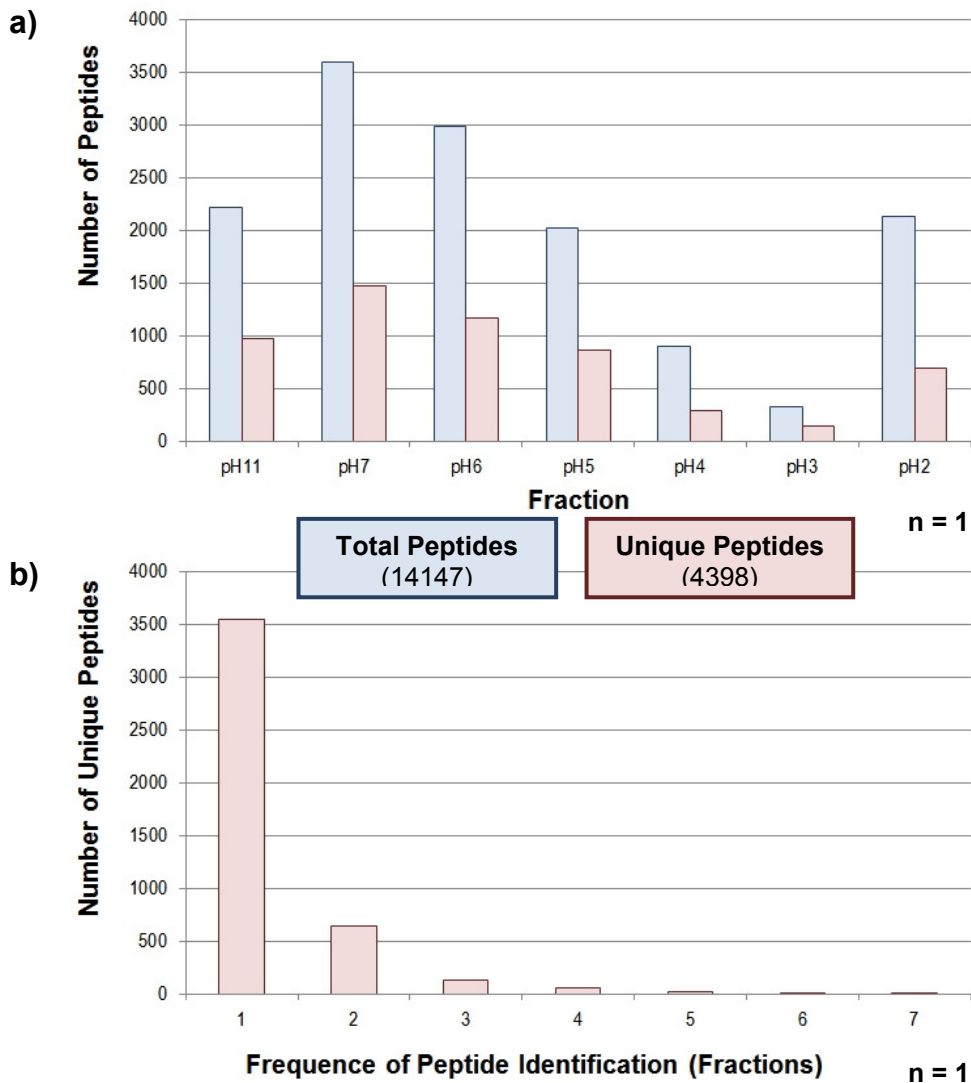 a)
Number of Peptides
4000
3500
3000
2500
2000
1500
1000
500
0
pH11 pH7 pH6 pH5 pH4 pH3 pH2
Fraction
n = 1
Total Peptides
(14147)
Unique Peptides
(4398)
b)
Number of Unique Peptides
4000
3500
3000
2500
2000
1500
1000
500
0
1 2 3 4 5 6 7
Frequence of Peptide Identification (Fractions)
n = 1